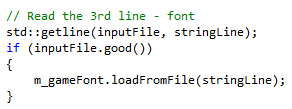 // Read the 3rd line - font
std::getline(inputFile, stringLine);
if (inputFile.good())
{
    m_gameFont.loadFromFile(stringLine);
}